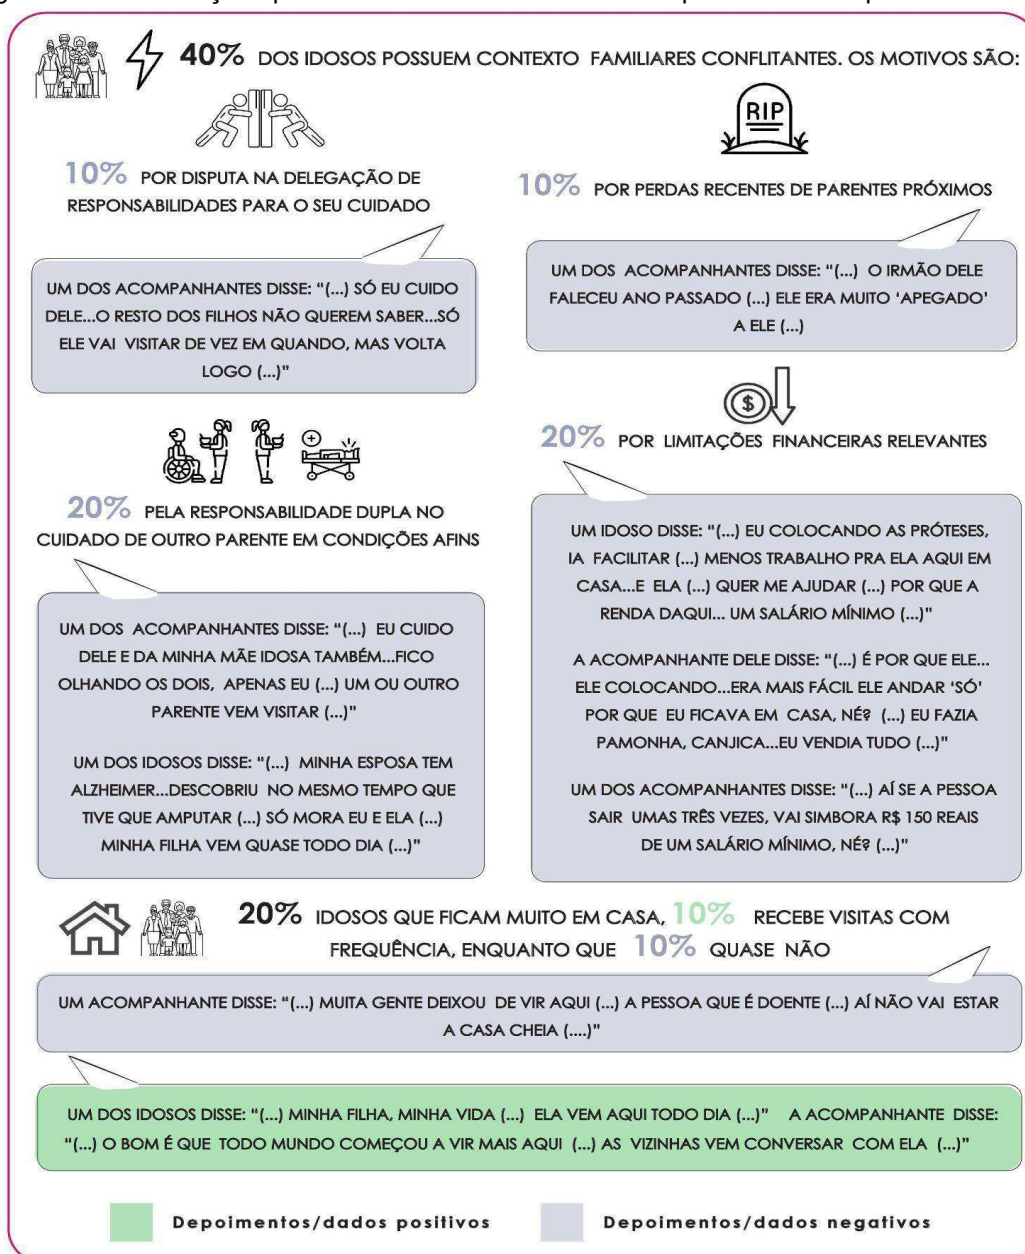 40% DOS IDOSOS POSSUEM CONTEXTO FAMILIARES CONFLITANTES. OS MOTIVOS SÃO:
10% POR DISPUTA NA DELEGAÇÃO DE
RESPONSABILIDADES PARA O SEU CUIDADO
UM DOS ACOMPANHANTES DISSE: “(...) SÓ EU CUIDO
DELE...O RESTO DOS FILHOS NÃO QUEREM SABER...SÓ
ELE VAI VISITAR DE VEZ EM QUANDO, MAS VOLTA
LOGO (...)”
RIP
10% POR PERDAS RECENTES DE PARENTES PRÓXIMOS
UM DOS ACOMPANHANTES DISSE: “(...) O IRMÃO DELE
FALECEU ANO PASSADO (...) ELE ERA MUITO ‘APEGADO’
A ELE (...)
20% PELA RESPONSABILIDADE DUPLA NO
CUIDADO DE OUTRO PARENTE EM CONDIÇÕES AFINS
UM DOS ACOMPANHANTES DISSE: “(...) EU CUIDO
DELE E DA MINHA MÃE IDOSA TAMBÉM...FICO
OLHANDO OS DOIS, APENAS EU (...) UM OU OUTRO
PARENTE VEM VISITAR (...)”
UM DOS IDOSOS DISSE: “(...) MINHA ESPOSA TEM
ALZHEIMER...DESCOBRIU NO MESMO TEMPO QUE
TIVE QUE AMPUTAR (...) SÓ MORA EU E ELA (...)
MINHA FILHA VEM QUASE TODO DIA (...)”
$
20% POR LIMITAÇÕES FINANCEIRAS RELEVANTES
UM IDOSO DISSE: “(...) EU COLOCANDO AS PRÓTESES,
IA FACILITAR (...) MENOS TRABALHO PRA ELA AQUI EM
CASA...E ELA (...) QUER ME AJUDAR (...) POR QUE A
RENDA DAQUI... UM SALÁRIO MÍNIMO (...)”
A ACOMPANHANTE DELE DISSE: “(...) É POR QUE ELE...
ELE COLOCANDO...ERA MAIS FÁCIL ELE ANDAR ‘SÓ’
POR QUE EU FICAVA EM CASA, NÉ? (...) EU FAZIA
PAMONHA, CANJICA...EU VENDIA TUDO (...)”
UM DOS ACOMPANHANTES DISSE: “(...) AÍ SE A PESSOA
SAIR UMAS TRÊS VEZES, VAI SIMBORA R$ 150 REAIS
DE UM SALÁRIO MÍNIMO, NÉ? (...)”
20% IDOSOS QUE FICAM MUITO EM CASA, 10% RECEBE VISITAS COM
FREQUÊNCIA, ENQUANTO QUE 10% QUASE NÃO
UM ACOMPANHANTE DISSE: “(...) MUITA GENTE DEIXOU DE VIR AQUI (...) A PESSOA QUE É DOENTE (...) AÍ NÃO VAI ESTAR
A CASA CHEIA (....)”
UM DOS IDOSOS DISSE: “(...) MINHA FILHA, MINHA VIDA (...) ELA VEM AQUI TODO DIA (...)” A ACOMPANHANTE DISSE:
“(...) O BOM É QUE TODO MUNDO COMEÇOU A VIR MAIS AQUI (...) AS VIZINHAS VEM CONVERSAR COM ELA (...)”
Depoimentos/dados positivos
Depoimentos/dados negativos